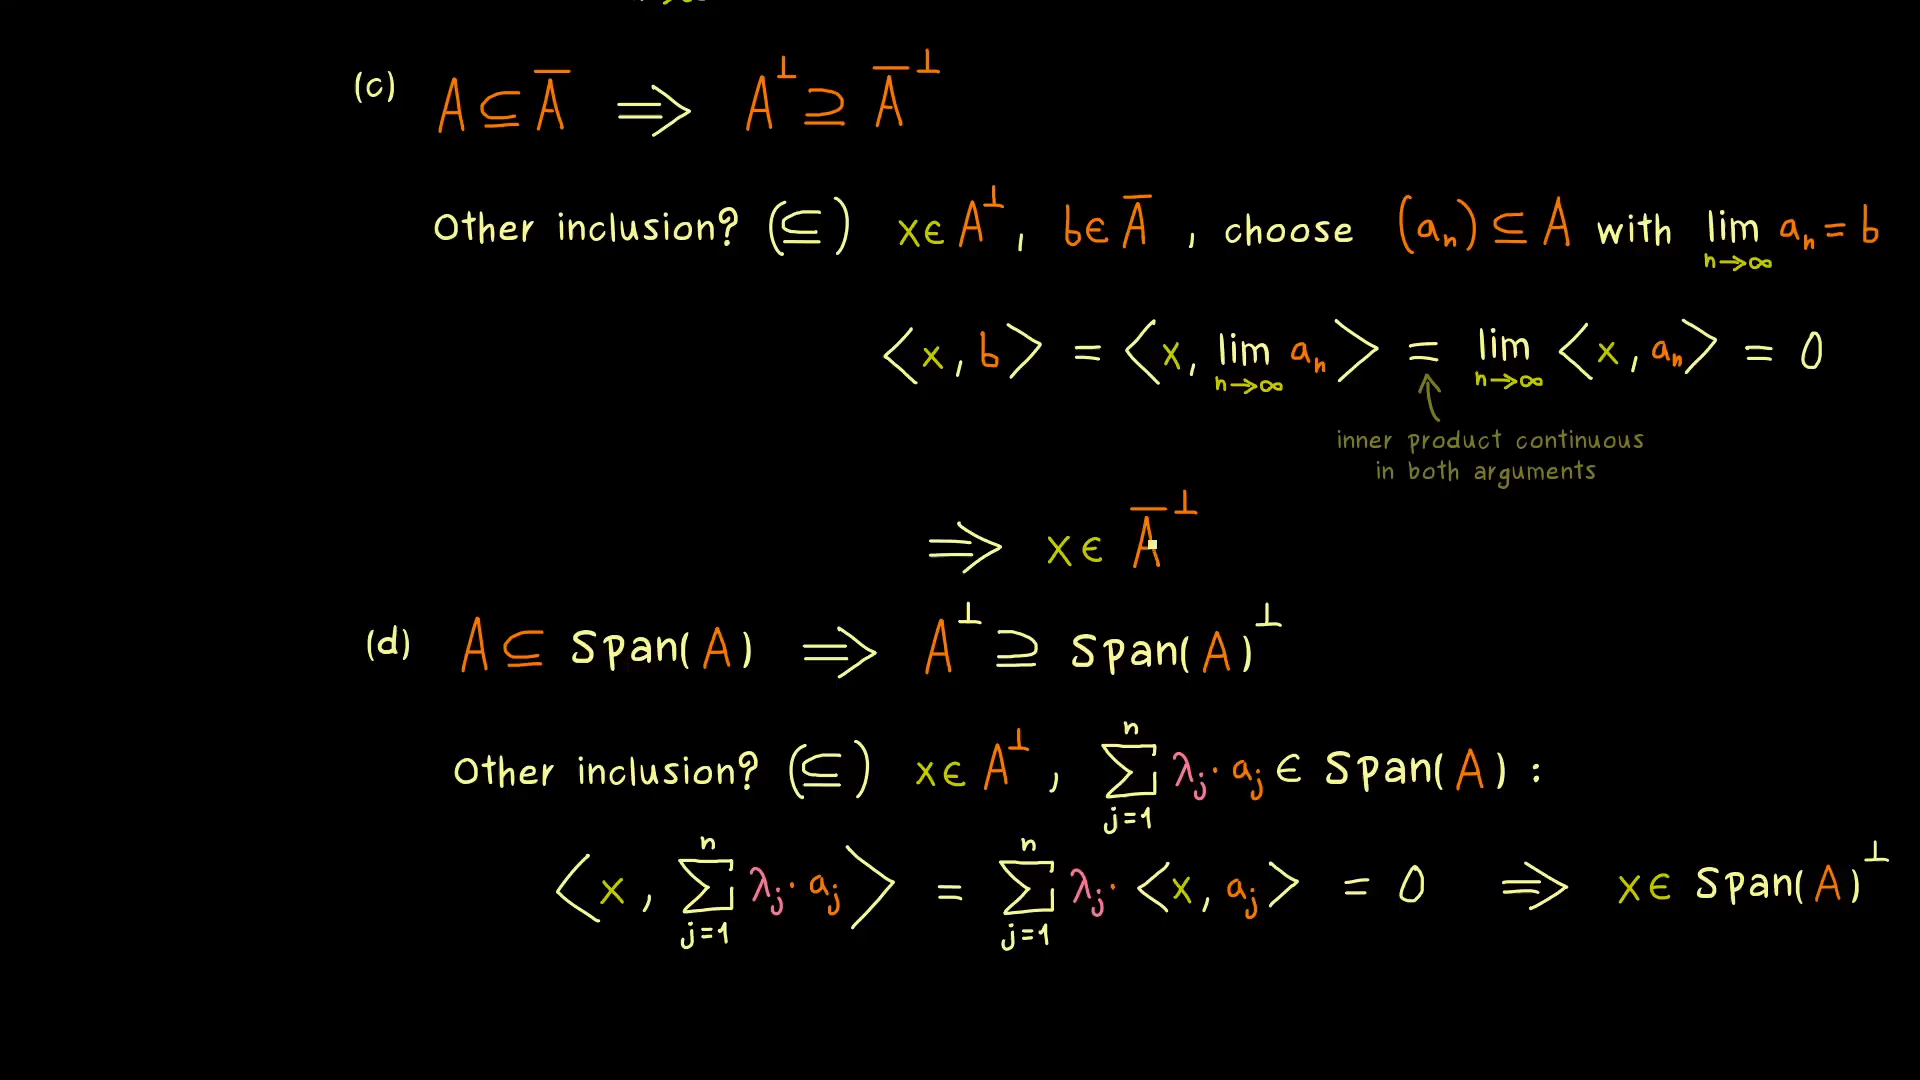 (c) A ⊆ A̅ ⟹ A^⊥ ⊇ A̅^⊥
Other inclusion? (⊆) x ∈ A^⊥ , b ∈ A̅ , choose (a_n) ⊆ A with lim_{n→∞} a_n = b
⟨x, b⟩ = ⟨x, lim_{n→∞} a_n⟩ = lim_{n→∞} ⟨x, a_n⟩ = 0
inner product continuous
in both arguments
⟹ x ∈ A̅^⊥
(d) A ⊆ Span(A) ⟹ A^⊥ ⊇ Span(A)^⊥
Other inclusion? (⊆) x ∈ A^⊥ , ∑_{j=1}^{n} λ_j · a_j ∈ Span(A) :
⟨x, ∑_{j=1}^{n} λ_j · a_j⟩ = ∑_{j=1}^{n} λ_j · ⟨x, a_j⟩ = 0 ⟹ x ∈ Span(A)^⊥